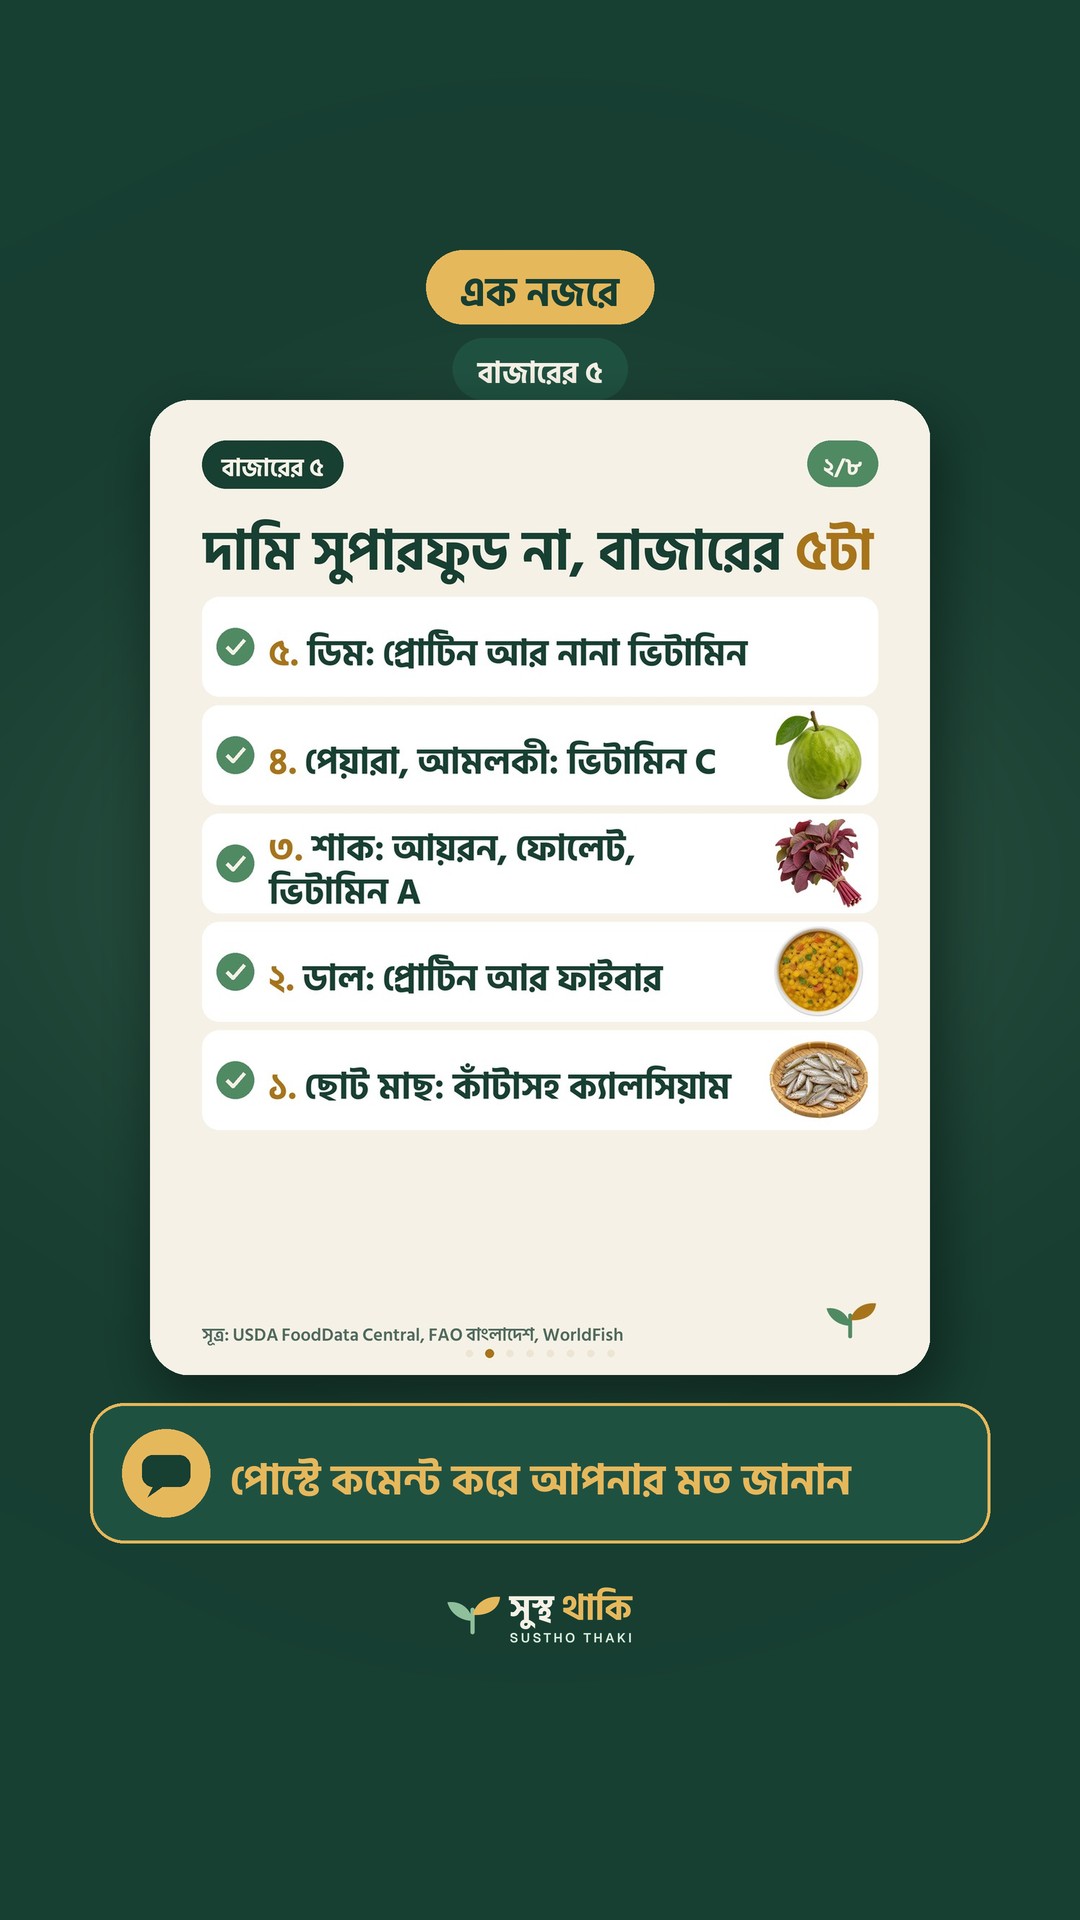 এক নজরে
বাজারের ৫
বাজারের ৫
২/৮
দামি সুপারফুড না, বাজারের ৫টা
৫. ডিম: প্রোটিন আর নানা ভিটামিন
৪. পেয়ারা, আমলকী: ভিটামিন C
৩. শাক: আয়রন, ফোলেট,
ভিটামিন A
২. ডাল: প্রোটিন আর ফাইবার
১. ছোট মাছ: কাঁটাসহ ক্যালসিয়াম
সূত্র: USDA FoodData Central, FAO বাংলাদেশ, WorldFish
পোস্টে কমেন্ট করে আপনার মত জানান
সুস্থ থাকি
SUSTHO THAKI